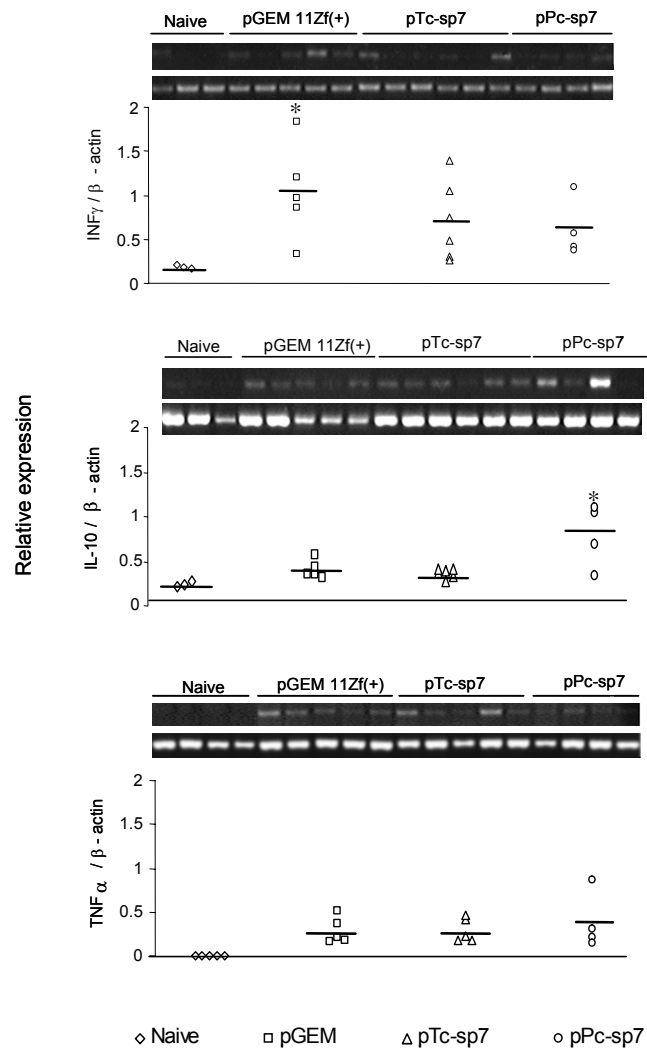 Naive pGEM 11Zf(+) pTc-sp7 pPc-sp7
*
2
1.5
1
0.5
0
INFγ / β - actin
Relative expression
Naive pGEM 11Zf(+) pTc-sp7 pPc-sp7
*
2
1.5
1
0.5
0
IL-10 / β - actin
Naive pGEM 11Zf(+) pTc-sp7 pPc-sp7
2
1.5
1
0.5
0
TNF α / β - actin
Naive pGEM pTc-sp7 pPc-sp7